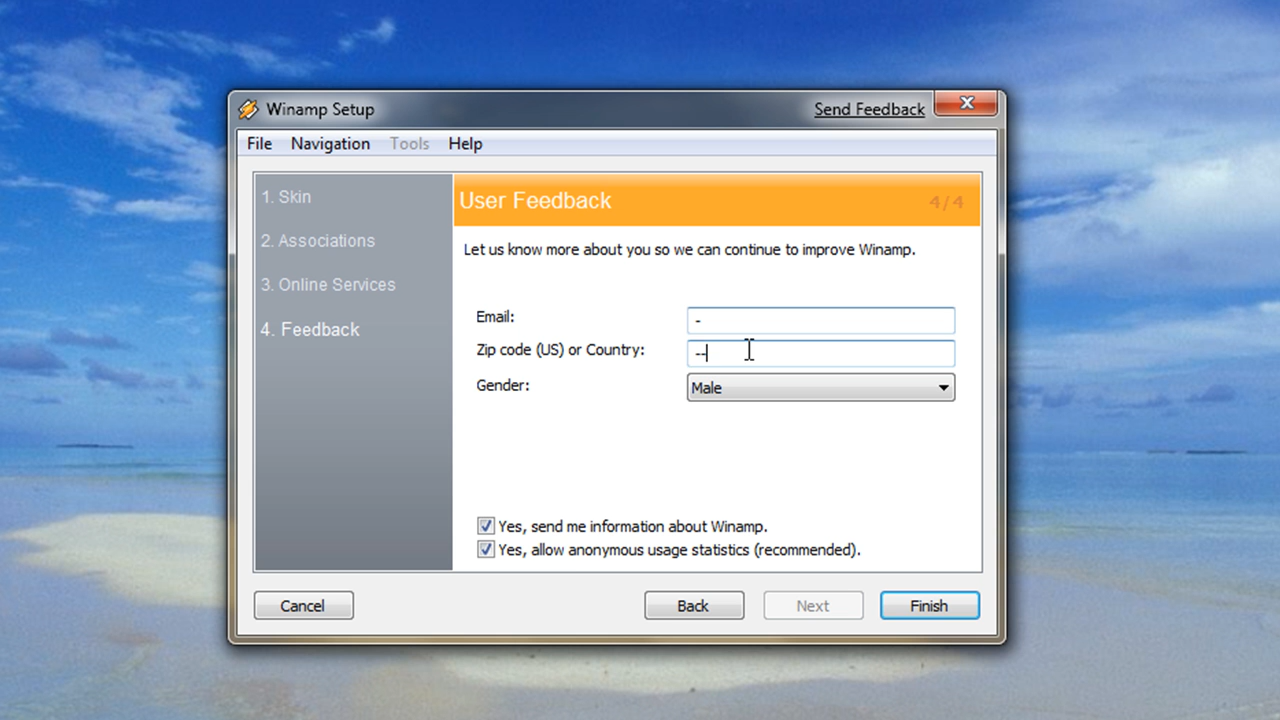 Winamp Setup
Send Feedback
File Navigation Tools Help
1. Skin
2. Associations
3. Online Services
4. Feedback
User Feedback
4/4
Let us know more about you so we can continue to improve Winamp.
Email:
-
Zip code (US) or Country:
--
Gender:
Male
Yes, send me information about Winamp.
Yes, allow anonymous usage statistics (recommended).
Cancel
Back
Next
Finish